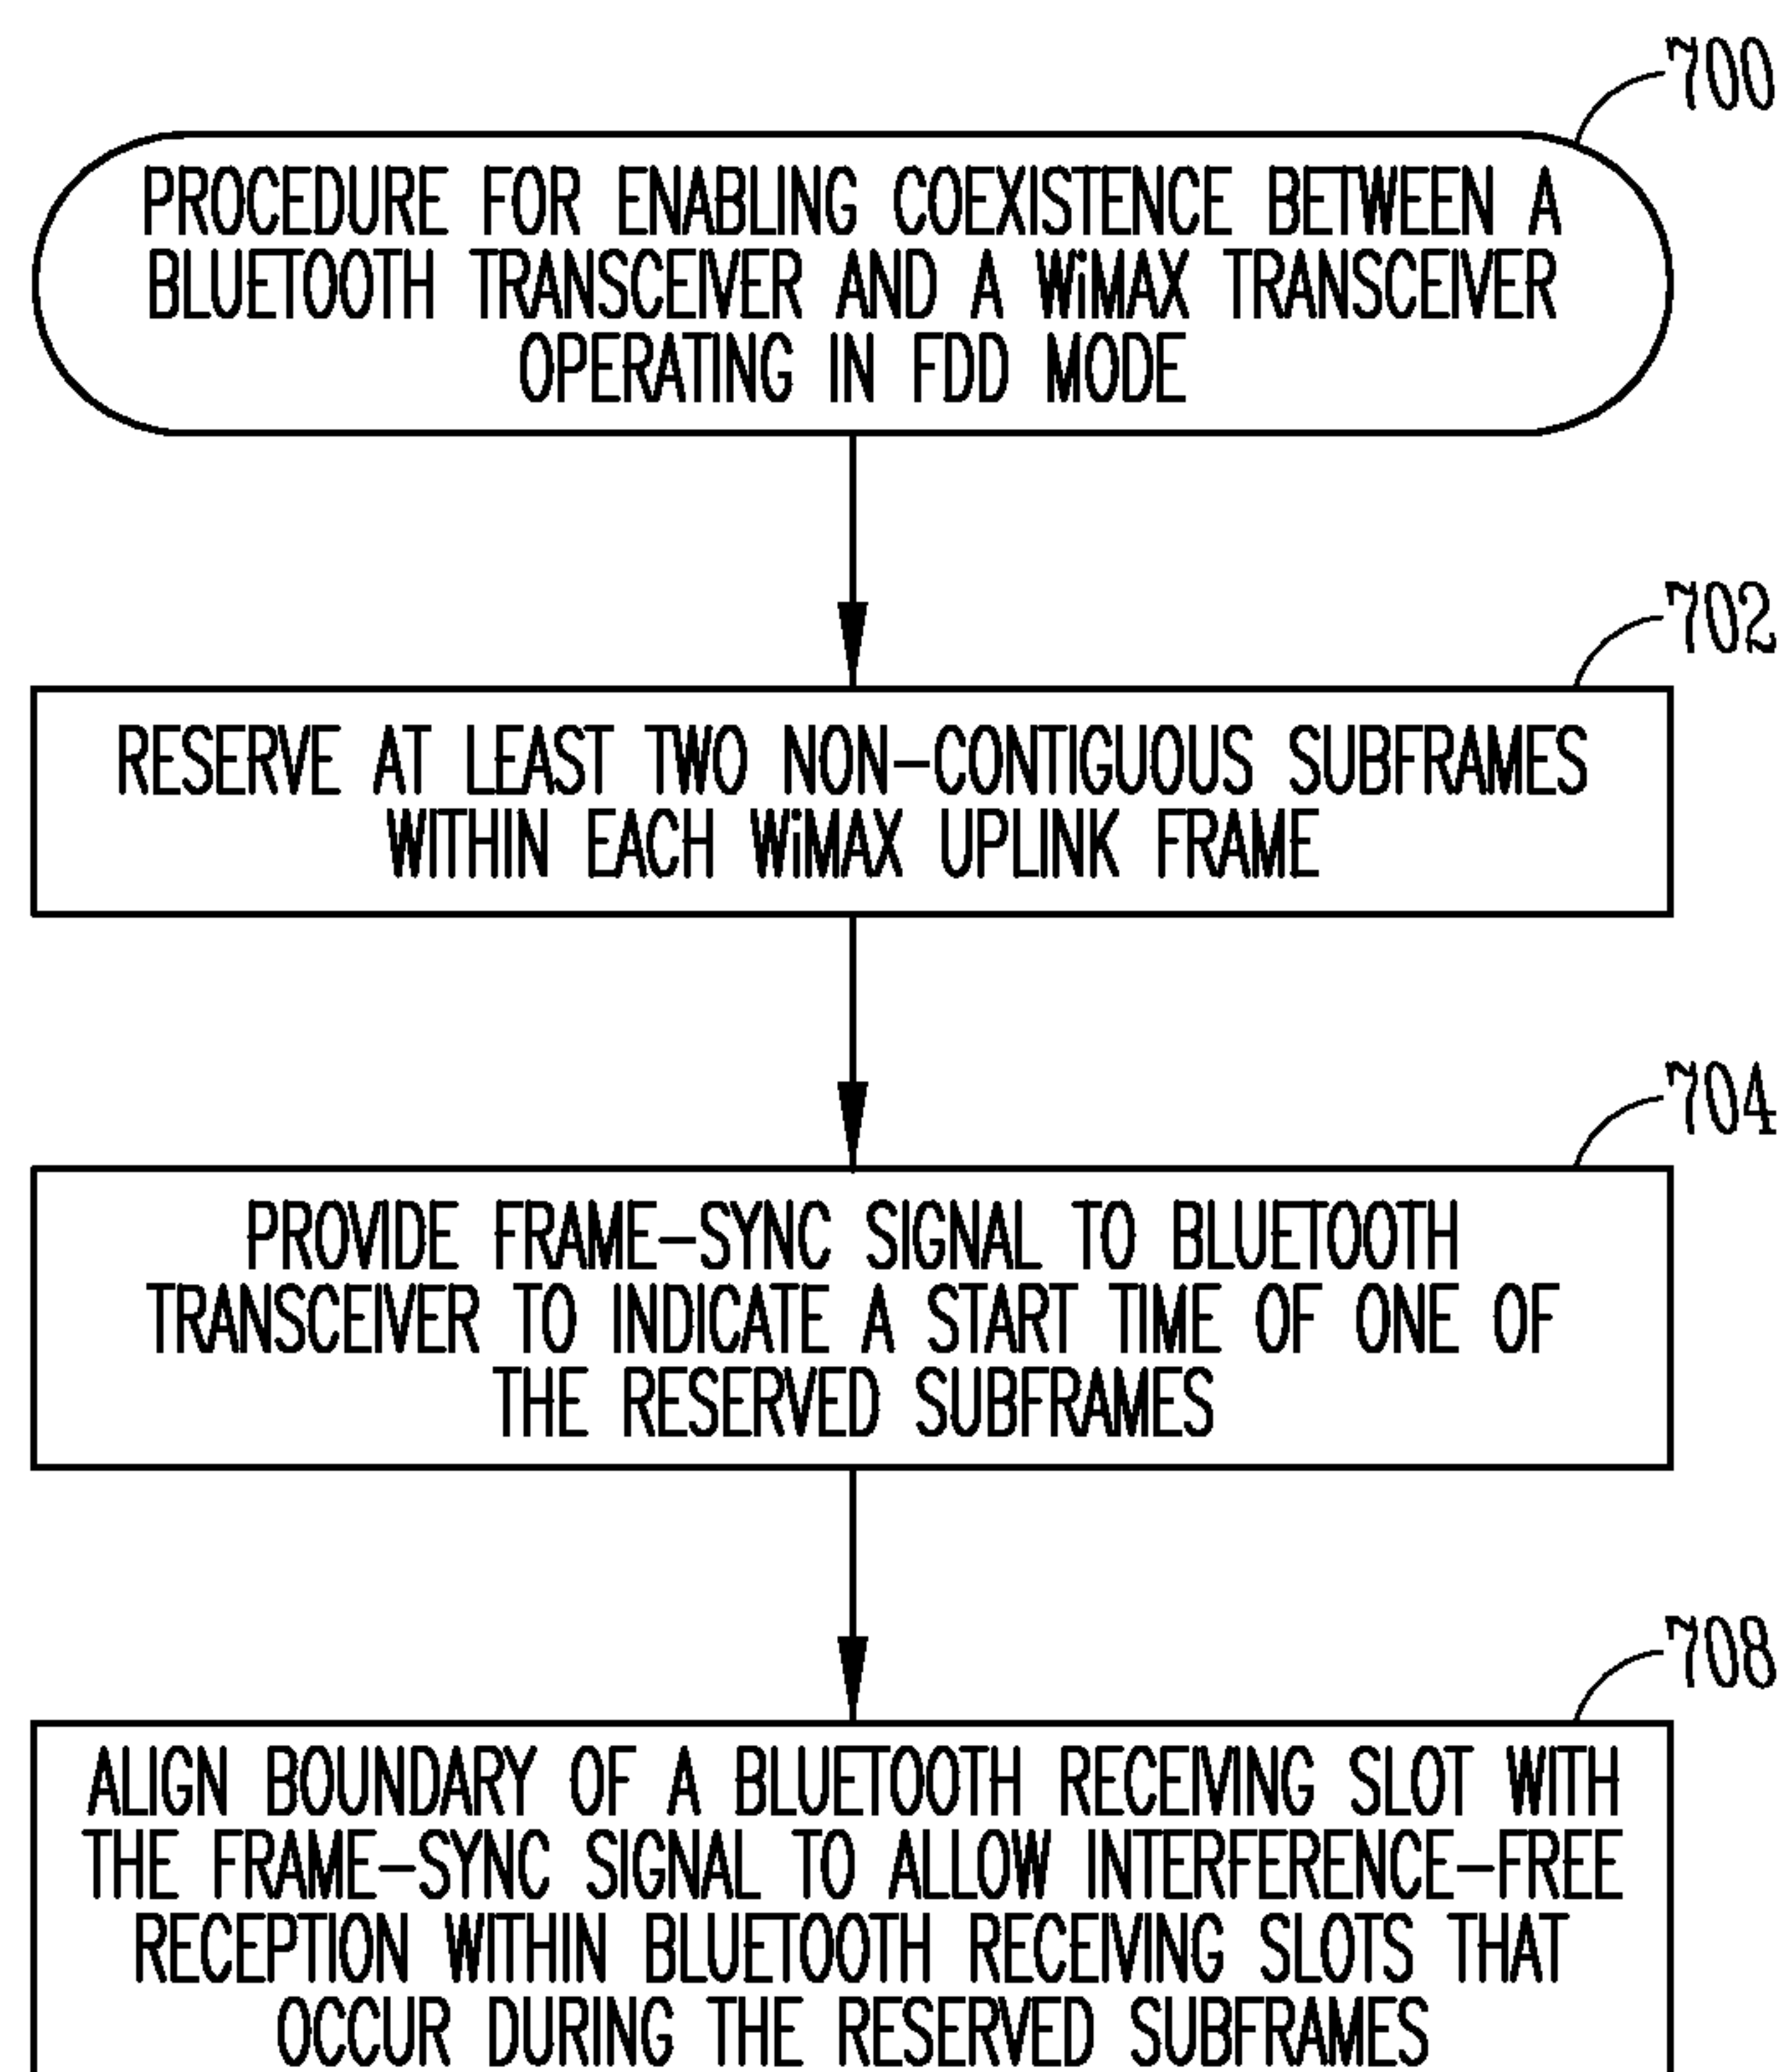 700
PROCEDURE FOR ENABLING COEXISTENCE BETWEEN A
BLUETOOTH TRANSCEIVER AND A WiMAX TRANSCEIVER
OPERATING IN FDD MODE
702
RESERVE AT LEAST TWO NON-CONTIGUOUS SUBFRAMES
WITHIN EACH WiMAX UPLINK FRAME
704
PROVIDE FRAME-SYNC SIGNAL TO BLUETOOTH
TRANSCEIVER TO INDICATE A START TIME OF ONE OF
THE RESERVED SUBFRAMES
708
ALIGN BOUNDARY OF A BLUETOOTH RECEIVING SLOT WITH
THE FRAME-SYNC SIGNAL TO ALLOW INTERFERENCE-FREE
RECEPTION WITHIN BLUETOOTH RECEIVING SLOTS THAT
OCCUR DURING THE RESERVED SUBFRAMES